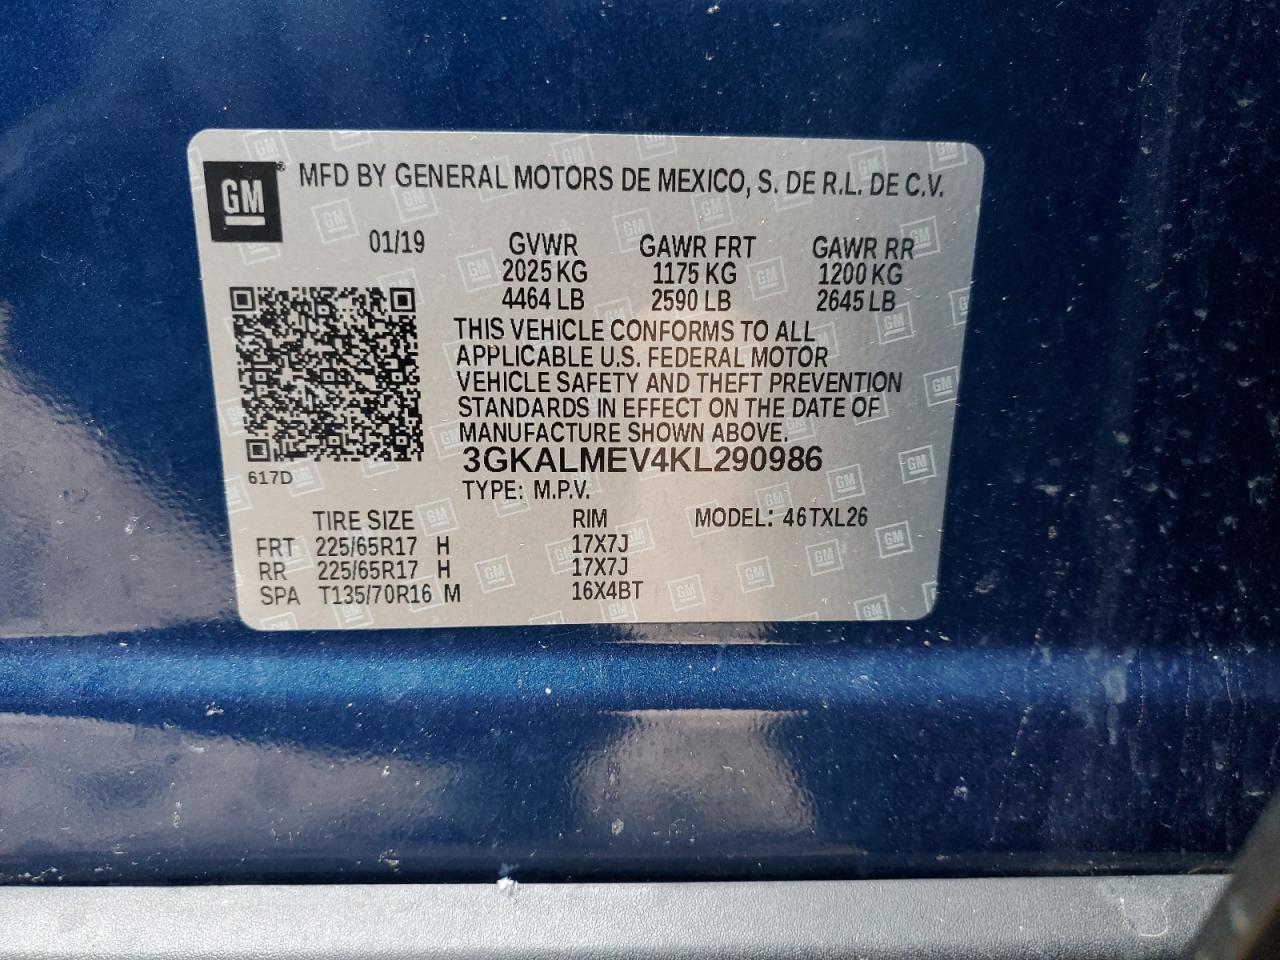 GM MFD BY GENERAL MOTORS DE MEXICO, S. DE R.L. DE C.V.
01/19 GVWR GAWR FRT GAWR RR
2025 KG 1175 KG 1200 KG
4464 LB 2590 LB 2645 LB
THIS VEHICLE CONFORMS TO ALL
APPLICABLE U.S. FEDERAL MOTOR
VEHICLE SAFETY AND THEFT PREVENTION
STANDARDS IN EFFECT ON THE DATE OF
MANUFACTURE SHOWN ABOVE.
3GKALMEV4KL290986
617D
TYPE: M.P.V.
TIRE SIZE RIM MODEL: 46TXL26
FRT 225/65R17 H 17X7J
RR 225/65R17 H 17X7J
SPA T135/70R16 M 16X4BT